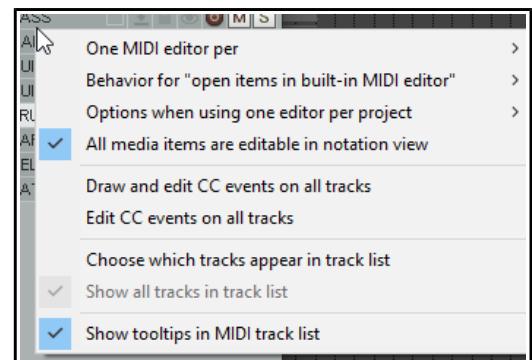 ASS M S
One MIDI editor per
Behavior for "open items in built-in MIDI editor"
Options when using one editor per project
All media items are editable in notation view
Draw and edit CC events on all tracks
Edit CC events on all tracks
Choose which tracks appear in track list
Show all tracks in track list
Show tooltips in MIDI track list